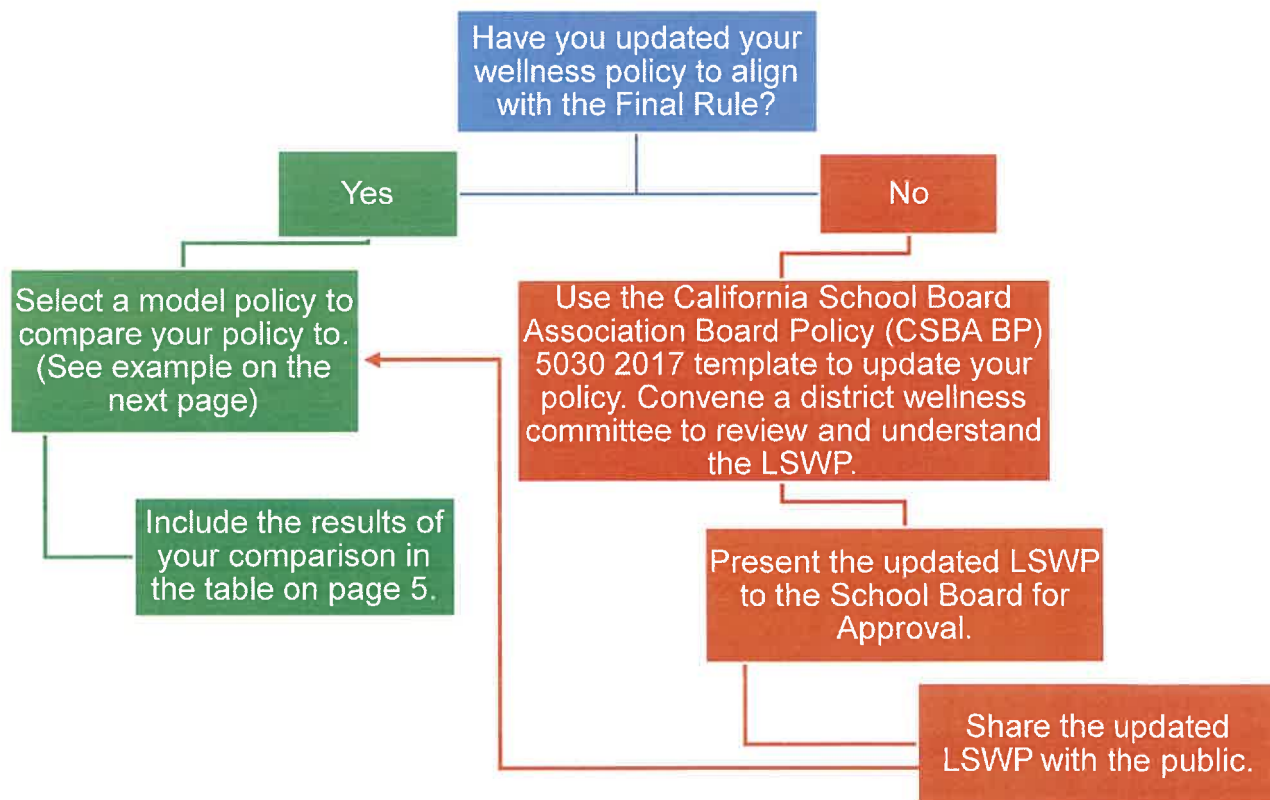 Have you updated your
wellness policy to align
with the Final Rule?
Yes
No
Select a model policy to
compare your policy to.
(See example on the
next page)
Include the results of
your comparison in
the table on page 5.
Use the California School Board
Association Board Policy (CSBA BP)
5030 2017 template to update your
policy. Convene a district wellness
committee to review and understand
the LSWP.
Present the updated LSWP
to the School Board for
Approval.
Share the updated
LSWP with the public.